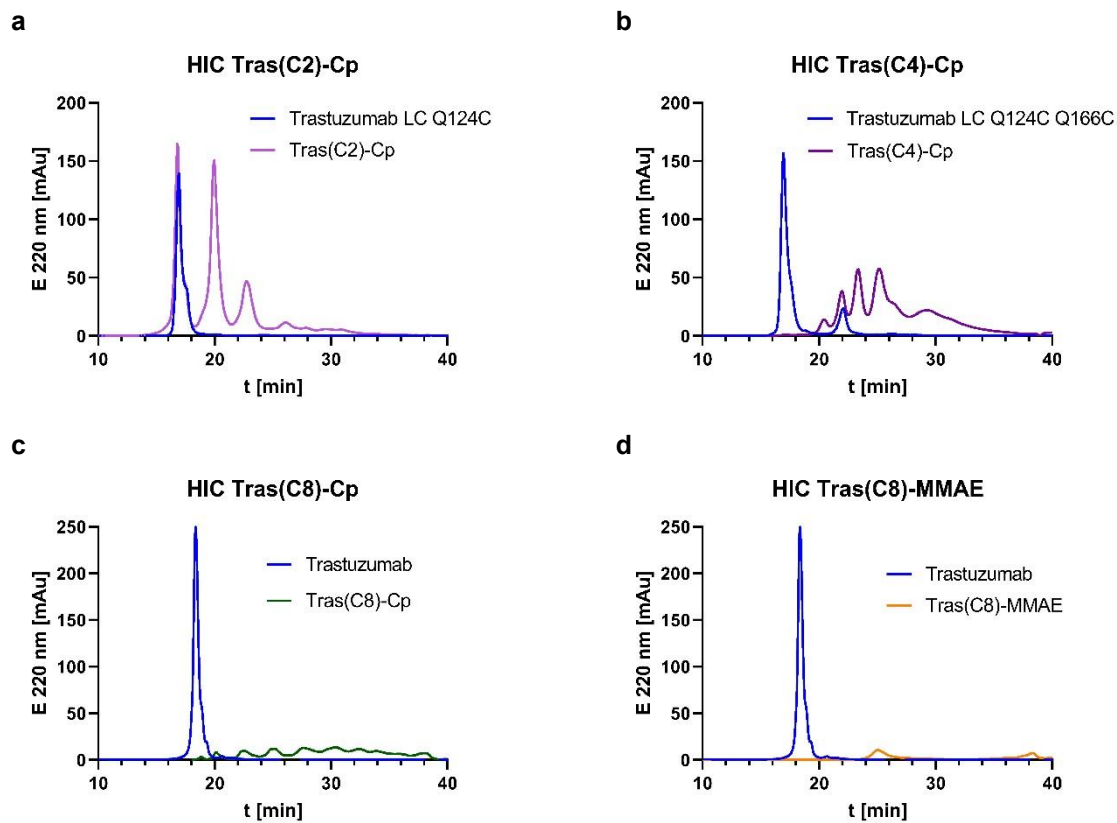 a
HIC Tras(C2)-Cp
Trastuzumab LC Q124C
Tras(C2)-Cp
E 220 nm [mAu]
200
150
100
50
0
10 20 30 40
t [min]
b
HIC Tras(C4)-Cp
Trastuzumab LC Q124C Q166C
Tras(C4)-Cp
E 220 nm [mAu]
200
150
100
50
0
10 20 30 40
t [min]
c
HIC Tras(C8)-Cp
Trastuzumab
Tras(C8)-Cp
E 220 nm [mAu]
250
200
150
100
50
0
10 20 30 40
t [min]
d
HIC Tras(C8)-MMAE
Trastuzumab
Tras(C8)-MMAE
E 220 nm [mAu]
250
200
150
100
50
0
10 20 30 40
t [min]